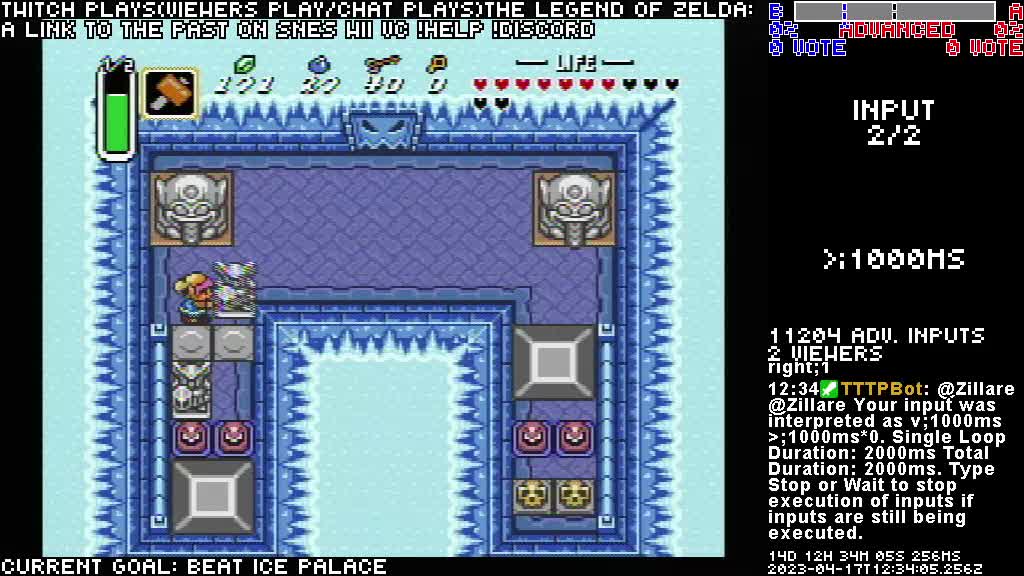 TWITCH PLAYS(VIEWERS PLAY/CHAT PLAYS)THE LEGEND OF ZELDA:
A LINK TO THE PAST ON SNES WII VC !HELP !DISCORD
B A
0% ADVANCED 0%
0 VOTE 0 VOTE
1/2
— LIFE —
0
INPUT
2/2
>;1000MS
11204 ADV. INPUTS
2 VIEWERS
right;1
12:34 TTTPBot: @Zillare
@Zillare Your input was
interpreted as v;1000ms
>;1000ms*0. Single Loop
Duration: 2000ms Total
Duration: 2000ms. Type
Stop or Wait to stop
execution of inputs if
inputs are still being
executed.
14D 12H 34M 05S 256MS
2023-04-17T12:34:05.256Z
CURRENT GOAL: BEAT ICE PALACE